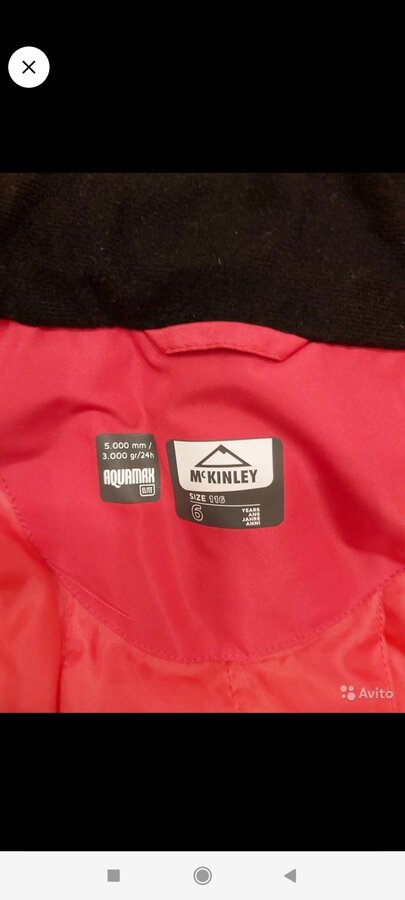 5.000 mm /
3.000 gr/24h
AQUAMAX
ELITE
McKINLEY
SIZE 116
6
YEARS
ANS
JAHRE
ANNI
Avito